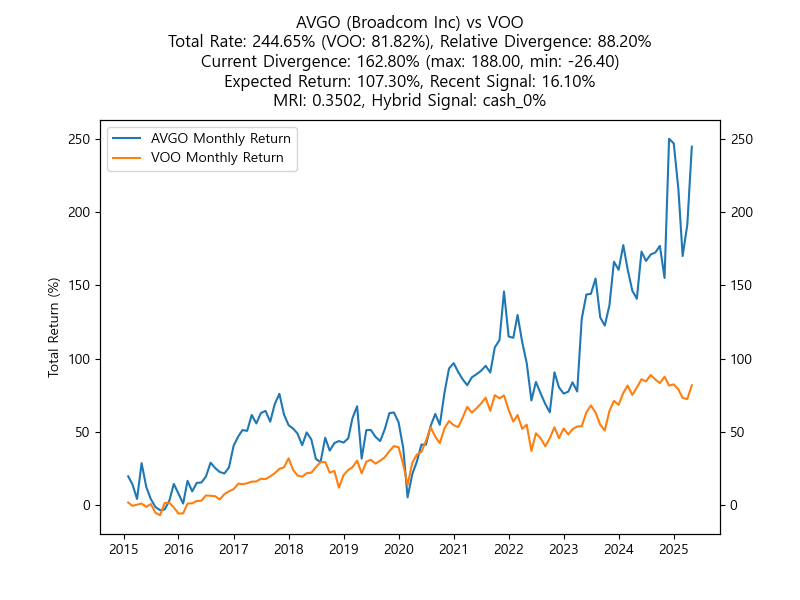 AVGO (Broadcom Inc) vs VOO
Total Rate: 244.65% (VOO: 81.82%), Relative Divergence: 88.20%
Current Divergence: 162.80% (max: 188.00, min: -26.40)
Expected Return: 107.30%, Recent Signal: 16.10%
MRI: 0.3502, Hybrid Signal: cash_0%
AVGO Monthly Return
VOO Monthly Return
Total Return (%)
250
200
150
100
50
0
250
200
150
100
50
0
2015 2016 2017 2018 2019 2020 2021 2022 2023 2024 2025